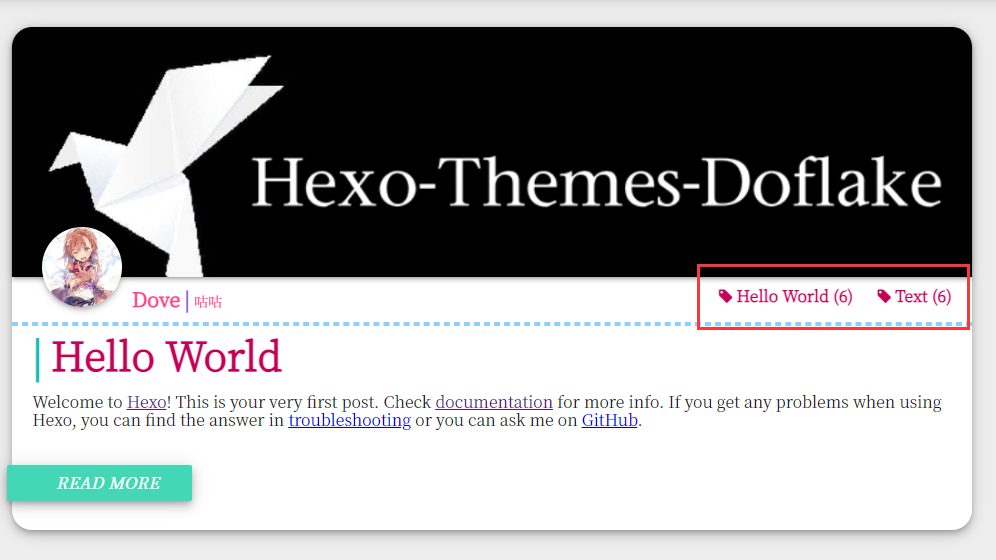 Hexo-Themes-Doflake
Dove | 咕咕
Hello World (6) Text (6)
Hello World
Welcome to Hexo! This is your very first post. Check documentation for more info. If you get any problems when using
Hexo, you can find the answer in troubleshooting or you can ask me on GitHub.
READ MORE